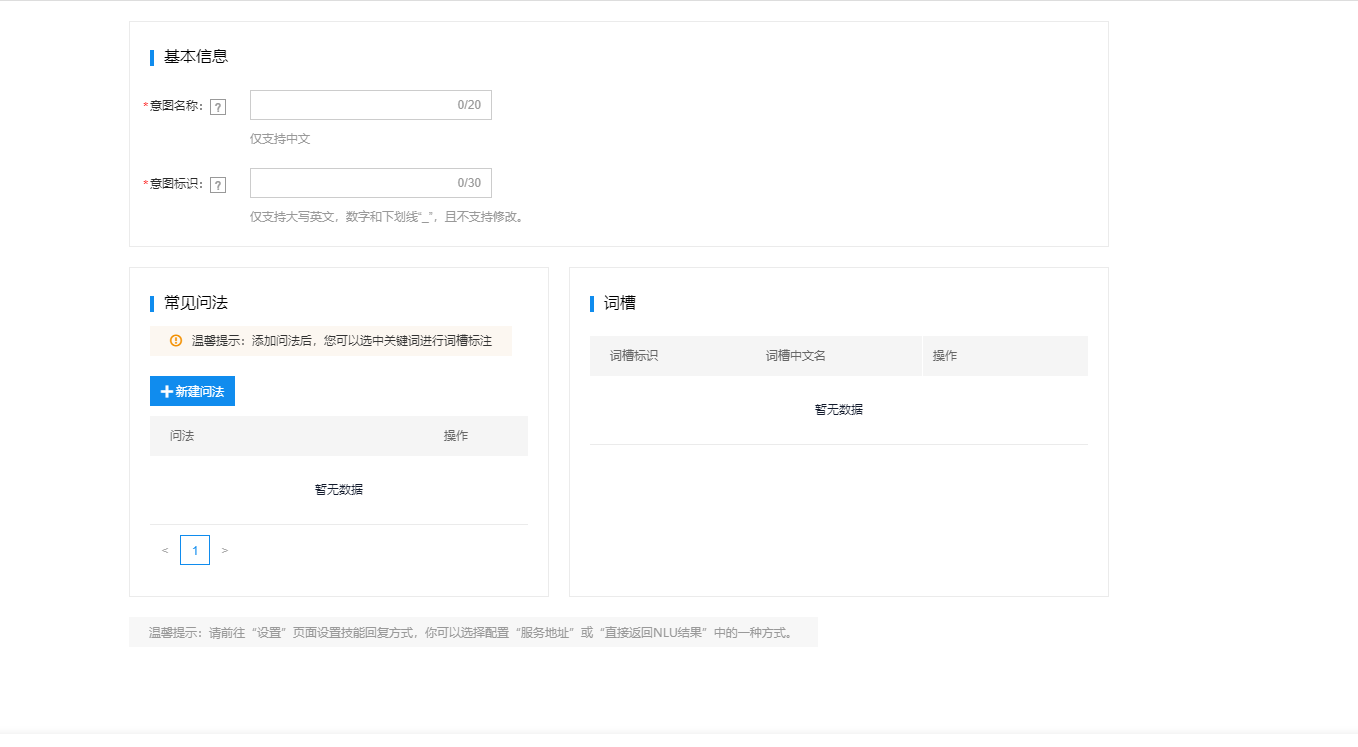 基本信息
*意图名称： ?
0/20
仅支持中文
*意图标识： ?
0/30
仅支持大写英文，数字和下划线“_”，且不支持修改。
常见问法
温馨提示：添加问法后，您可以选中关键词进行词槽标注
新建问法
问法 操作
暂无数据
< 1 >
词槽
词槽标识 词槽中文名 操作
暂无数据
温馨提示：请前往“设置”页面设置技能回复方式，你可以选择配置“服务地址”或“直接返回NLU结果”中的一种方式。